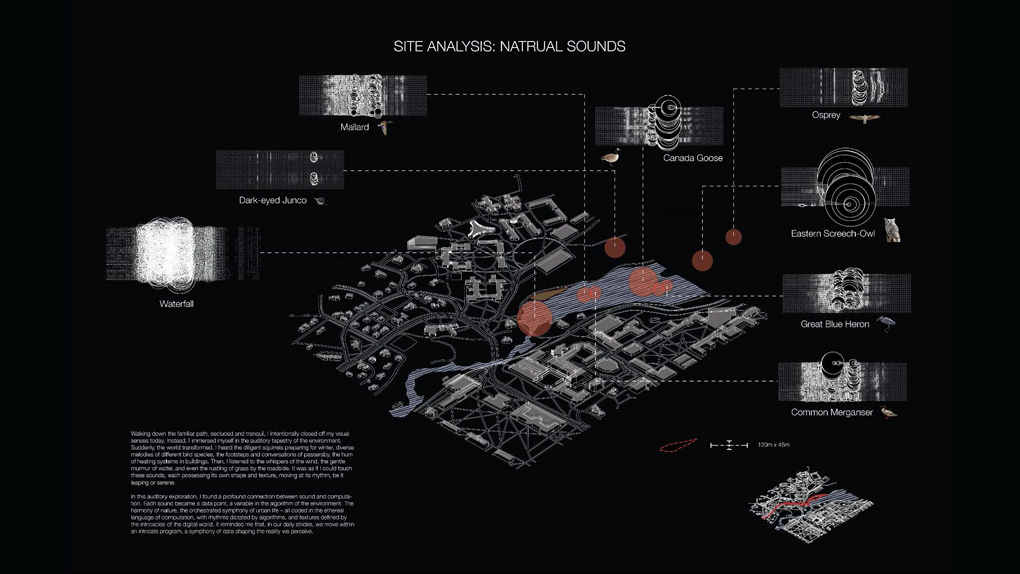 SITE ANALYSIS: NATRUAL SOUNDS
Mallard
Canada Goose
Osprey
Dark-eyed Junco
Eastern Screech-Owl
Waterfall
Great Blue Heron
Common Merganser
120m x 45m
Walking down the familiar path, secluded and tranquil, I intentionally closed off my visual
senses today. Instead, I immersed myself in the auditory tapestry of the environment.
Suddenly, the world transformed. I heard the diligent squirrels preparing for winter, diverse
melodies of different bird species, the footsteps and conversations of passersby, the hum
of heating systems in buildings. Then, I listened to the whispers of the wind, the gentle
murmur of water, and even the rustling of grass by the roadside. It was as if I could touch
these sounds, each possessing its own shape and texture, moving at its rhythm, be it
leaping or serene.
In this auditory exploration, I found a profound connection between sound and computa-
tion. Each sound became a data point, a variable in the algorithm of the environment. The
harmony of nature, the orchestrated symphony of urban life – all coded in the ethereal
language of computation, with rhythms dictated by algorithms, and textures defined by
the intricacies of the digital world. It reminded me that, in our daily strides, we move within
an intricate program, a symphony of data shaping the reality we perceive.